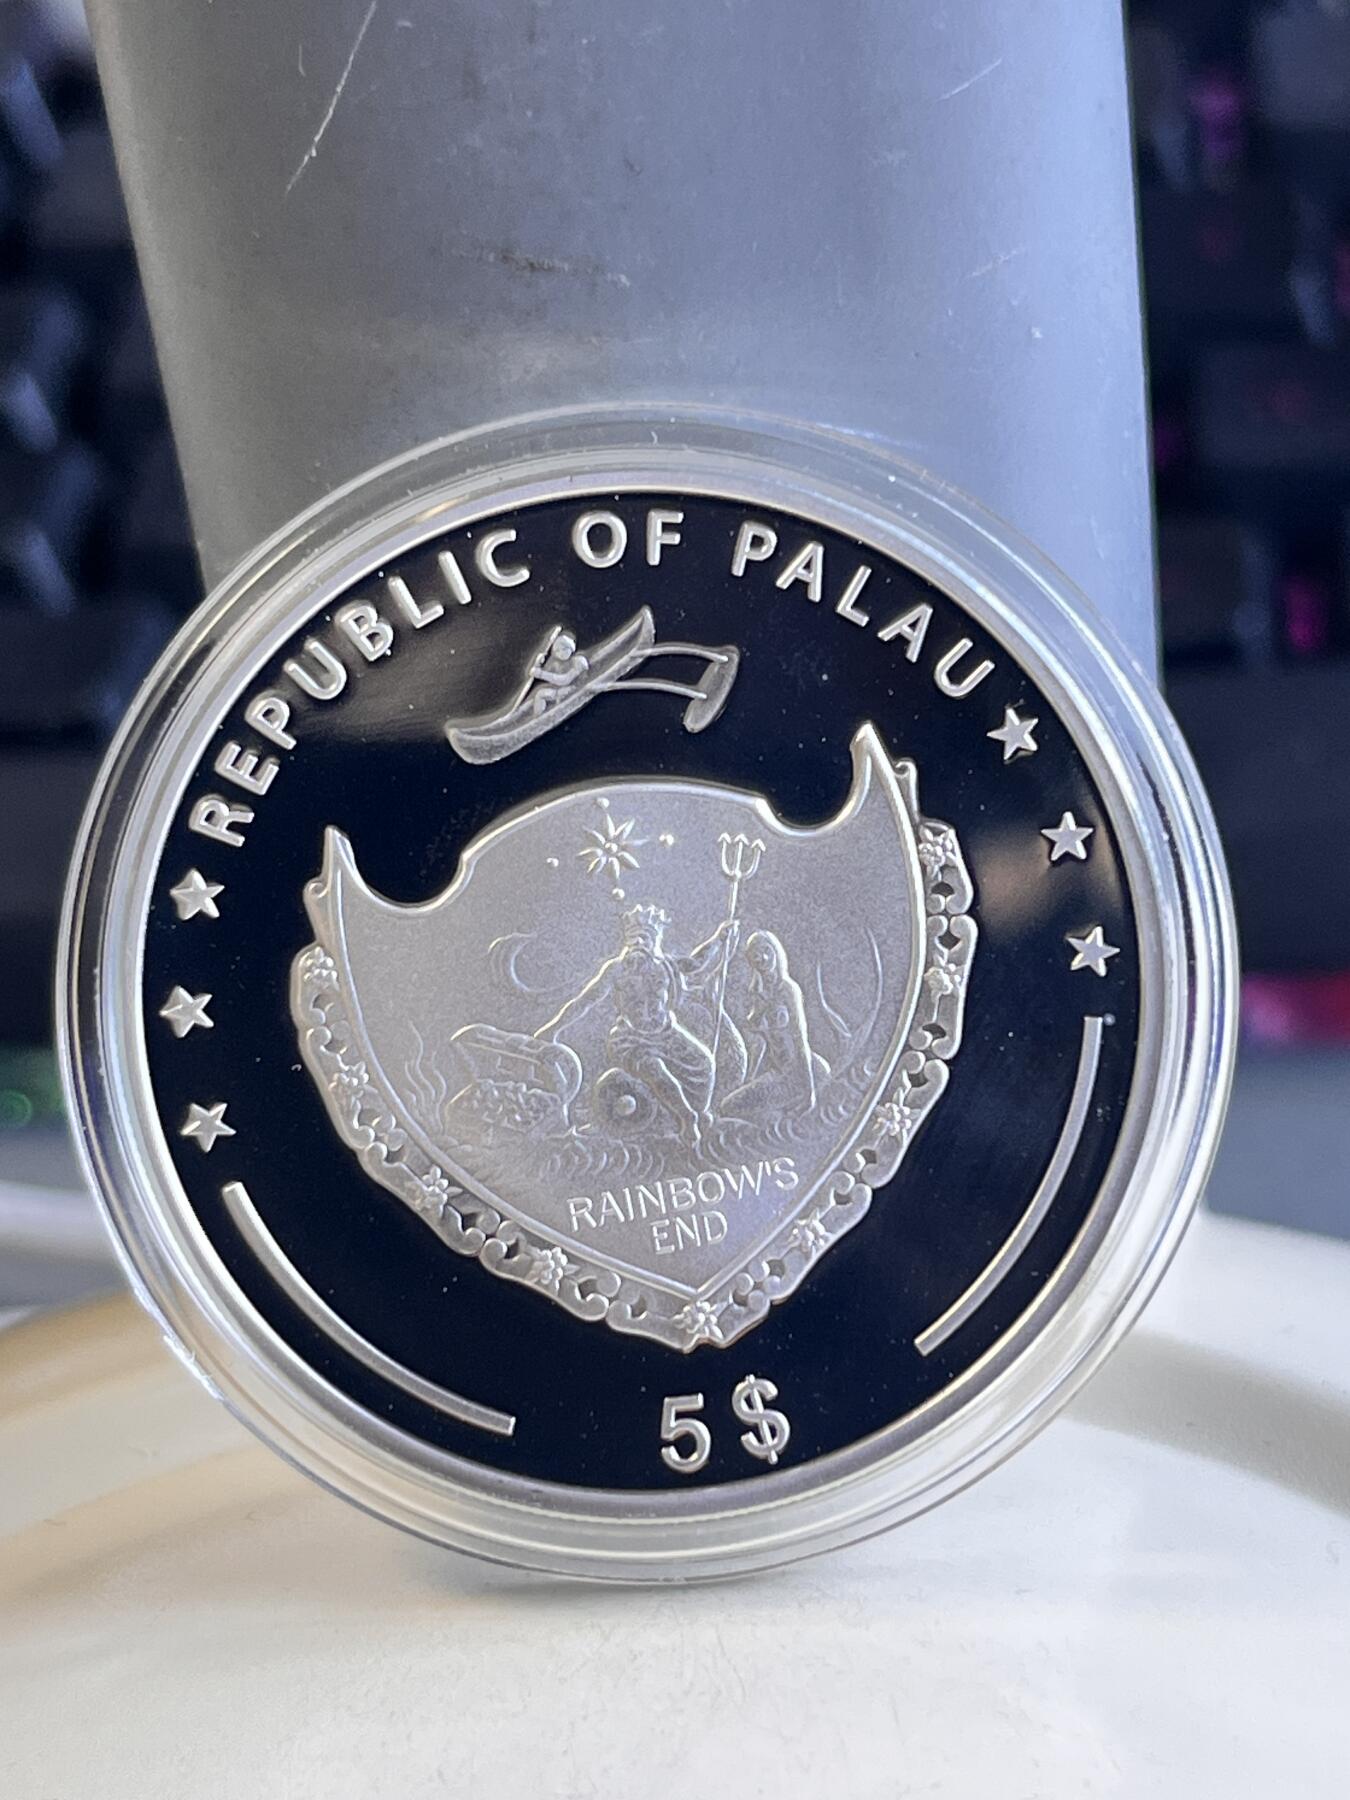 REPUBLIC OF PALAU
RAINBOW'S
END
5$